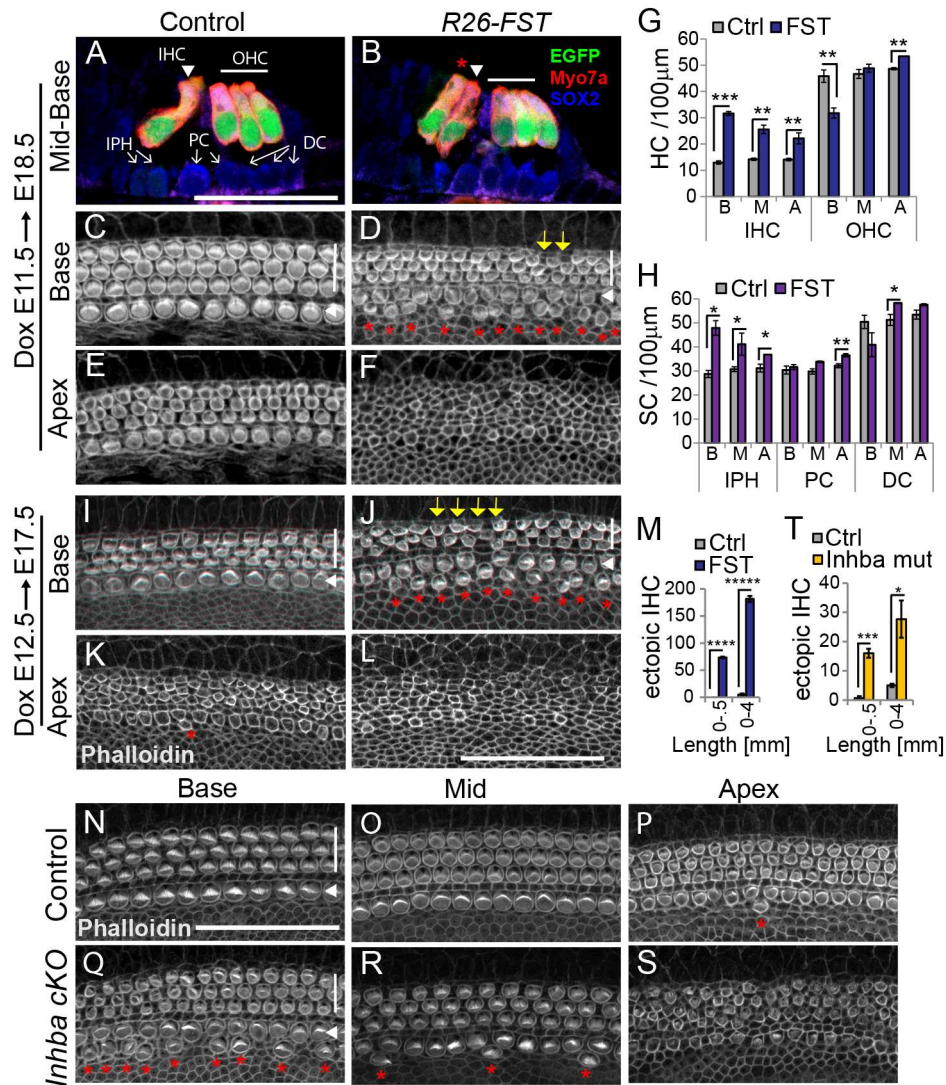 Control
R26-FST
Dox E11.5 → E18.5
Mid-Base
A
IHC
OHC
IPH
PC
DC
B
*
EGFP
Myo7a
SOX2
Base
C
D
* * * * * * * * * * * *
Apex
E
F
G
Ctrl FST
HC /100µm
60
50
40
30
20
10
0
*** ** ** ** **
B M A B M A
IHC OHC
H
Ctrl FST
SC /100µm
60
50
40
30
20
10
0
* * * ** *
B M A B M A B M A
IPH PC DC
Dox E12.5 → E17.5
Base
I
J
* * * * * * * * * * *
Apex
K
*
Phalloidin
L
M
Ctrl
FST
ectopic IHC
200
150
100
50
0
**** *****
0-.5 0-4
Length [mm]
T
Ctrl
Inhba mut
ectopic IHC
40
30
20
10
0
*** *
0-.5 0-4
Length [mm]
Base Mid Apex
Control
N
Phalloidin
O
P
*
Inhba cKO
Q
* * * * * * * * *
R
* * *
S